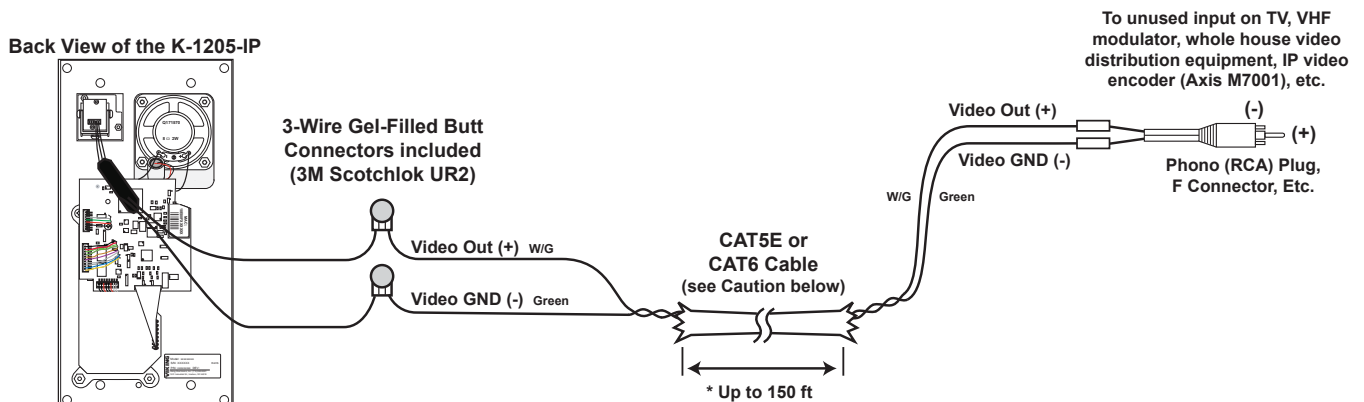 To unused input on TV, VHF
modulator, whole house video
distribution equipment, IP video
encoder (Axis M7001), etc.
Back View of the K-1205-IP
3-Wire Gel-Filled Butt
Connectors included
(3M Scotchlok UR2)
Video Out (+)
(-)
(+)
Video GND (-)
Phono (RCA) Plug,
F Connector, Etc.
W/G
Green
Video Out (+) W/G
CAT5E or
CAT6 Cable
(see Caution below)
Video GND (-) Green
* Up to 150 ft